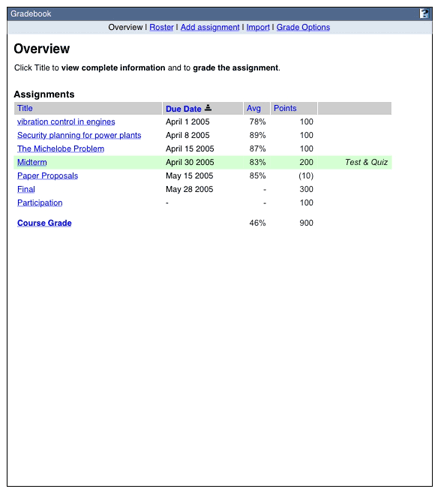 Gradebook
Overview | Roster | Add assignment | Import | Grade Options
Overview
Click Title to view complete information and to grade the assignment.
Assignments
Title Due Date Avg Points
vibration control in engines April 1 2005 78% 100
Security planning for power plants April 8 2005 89% 100
The Michelobe Problem April 15 2005 87% 100
Midterm April 30 2005 83% 200 Test & Quiz
Paper Proposals May 15 2005 85% (10)
Final May 28 2005 - 300
Participation - - 100
Course Grade 46% 900